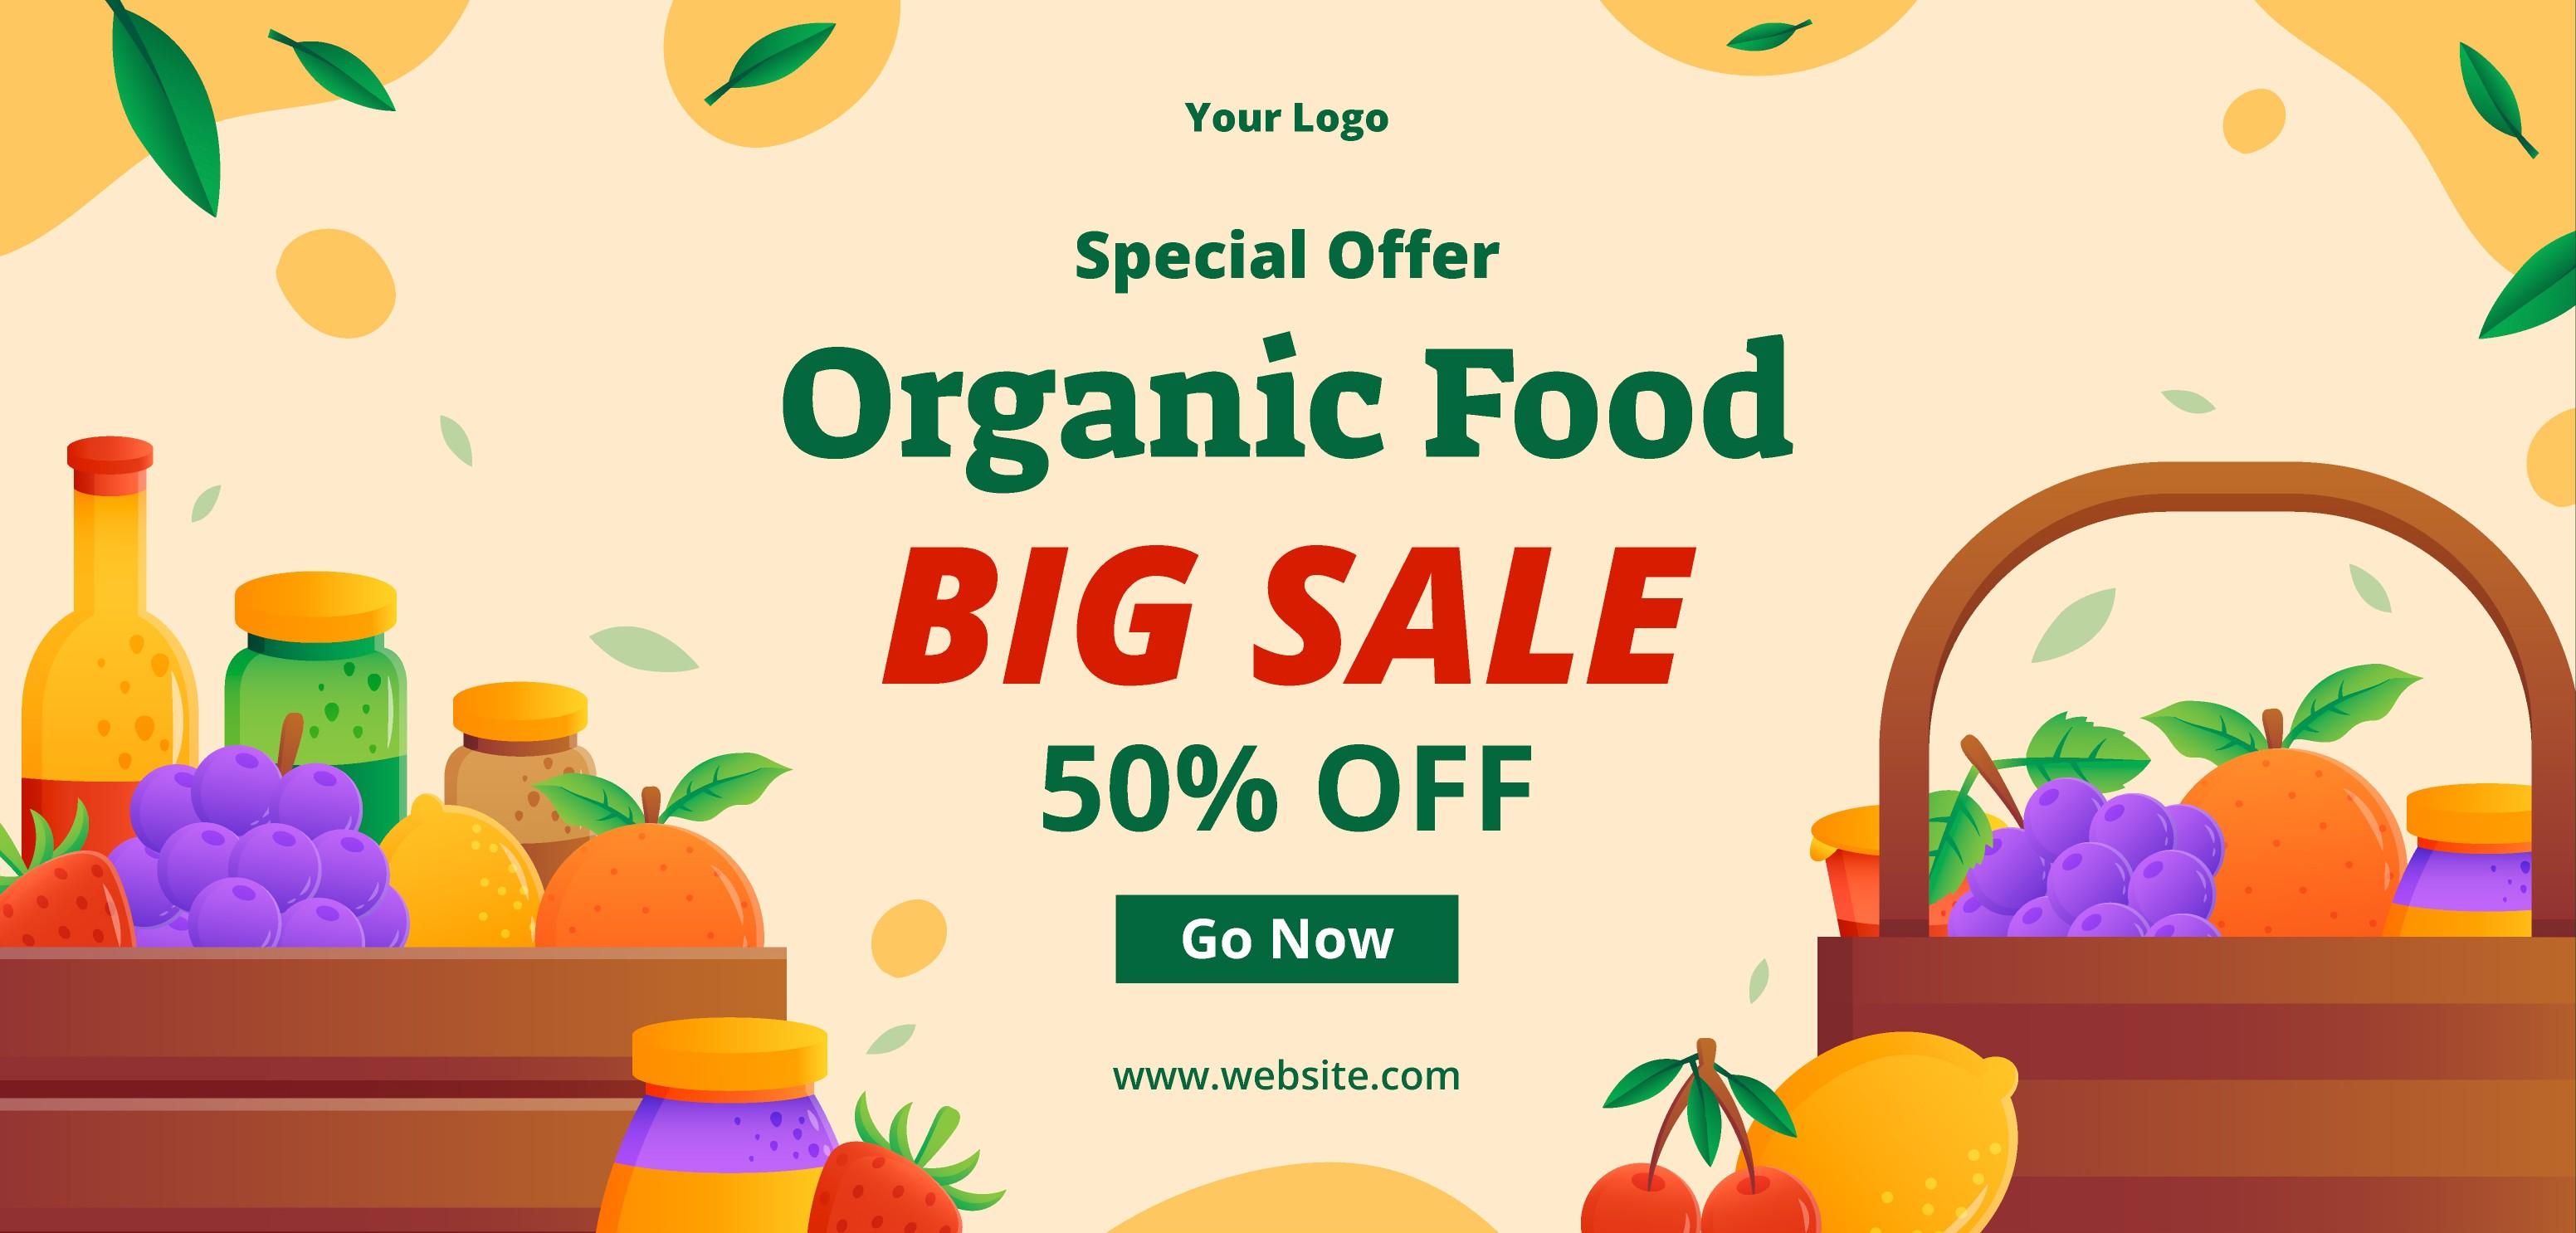 Your Logo
Special Offer
Organic Food
BIG SALE
50% OFF
Go Now
www.website.com